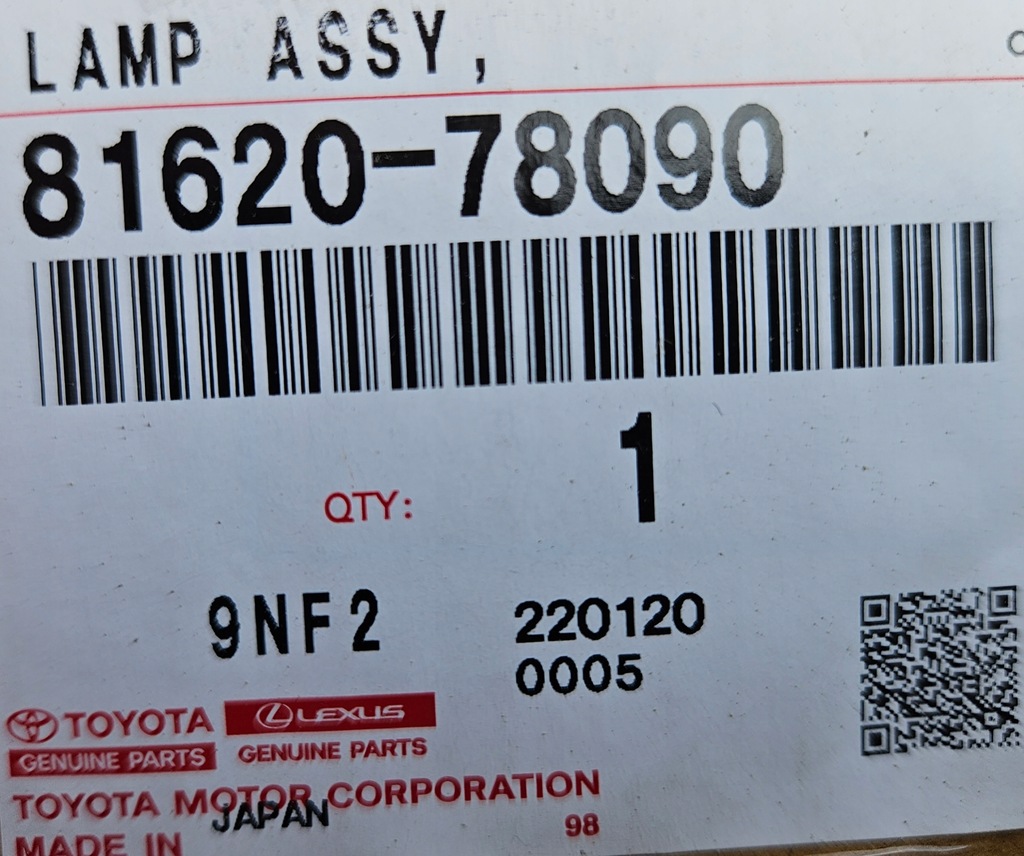 LAMP ASSY,
81620-78090
QTY: 1
9NF2 220120
0005
TOYOTA LEXUS
GENUINE PARTS GENUINE PARTS
TOYOTA MOTOR CORPORATION
MADE IN JAPAN 98